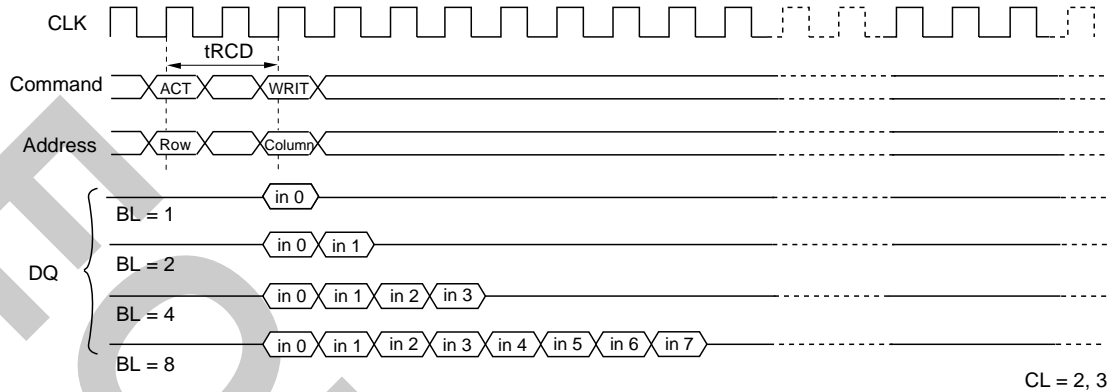 CLK
tRCD
Command ACT WRIT
Address Row Column
in 0
BL = 1
in 0 in 1
BL = 2
DQ
in 0 in 1 in 2 in 3
BL = 4
in 0 in 1 in 2 in 3 in 4 in 5 in 6 in 7
BL = 8
CL = 2, 3